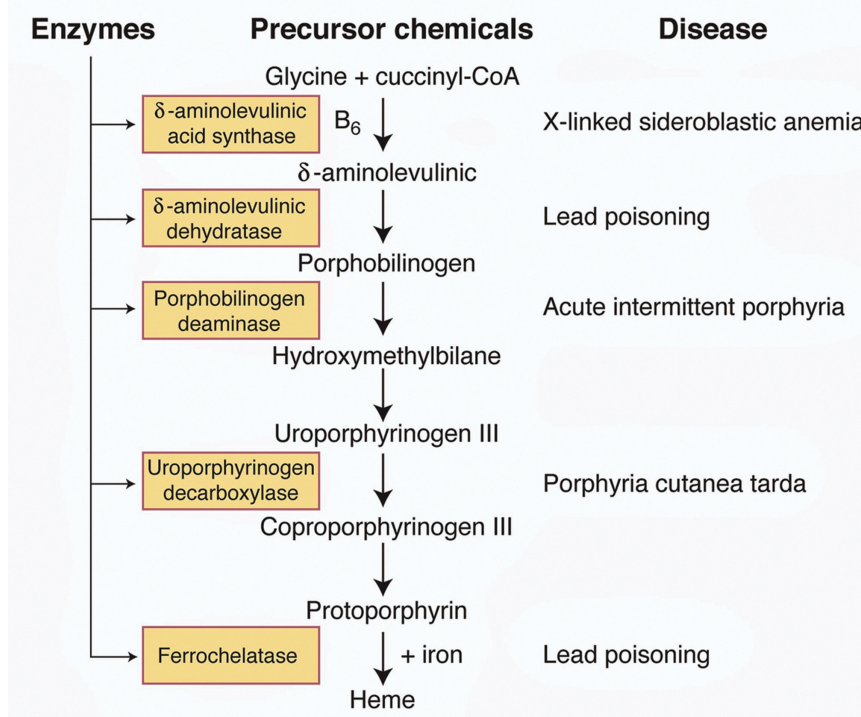 Enzymes Precursor chemicals Disease
Glycine + cuccinyl-CoA
δ-aminolevulinic
acid synthase
B6
X-linked sideroblastic anemia
δ-aminolevulinic
δ-aminolevulinic
dehydratase
Lead poisoning
Porphobilinogen
Porphobilinogen
deaminase
Acute intermittent porphyria
Hydroxymethylbilane
Uroporphyrinogen III
Uroporphyrinogen
decarboxylase
Porphyria cutanea tarda
Coproporphyrinogen III
Protoporphyrin
Ferrochelatase
+ iron
Lead poisoning
Heme